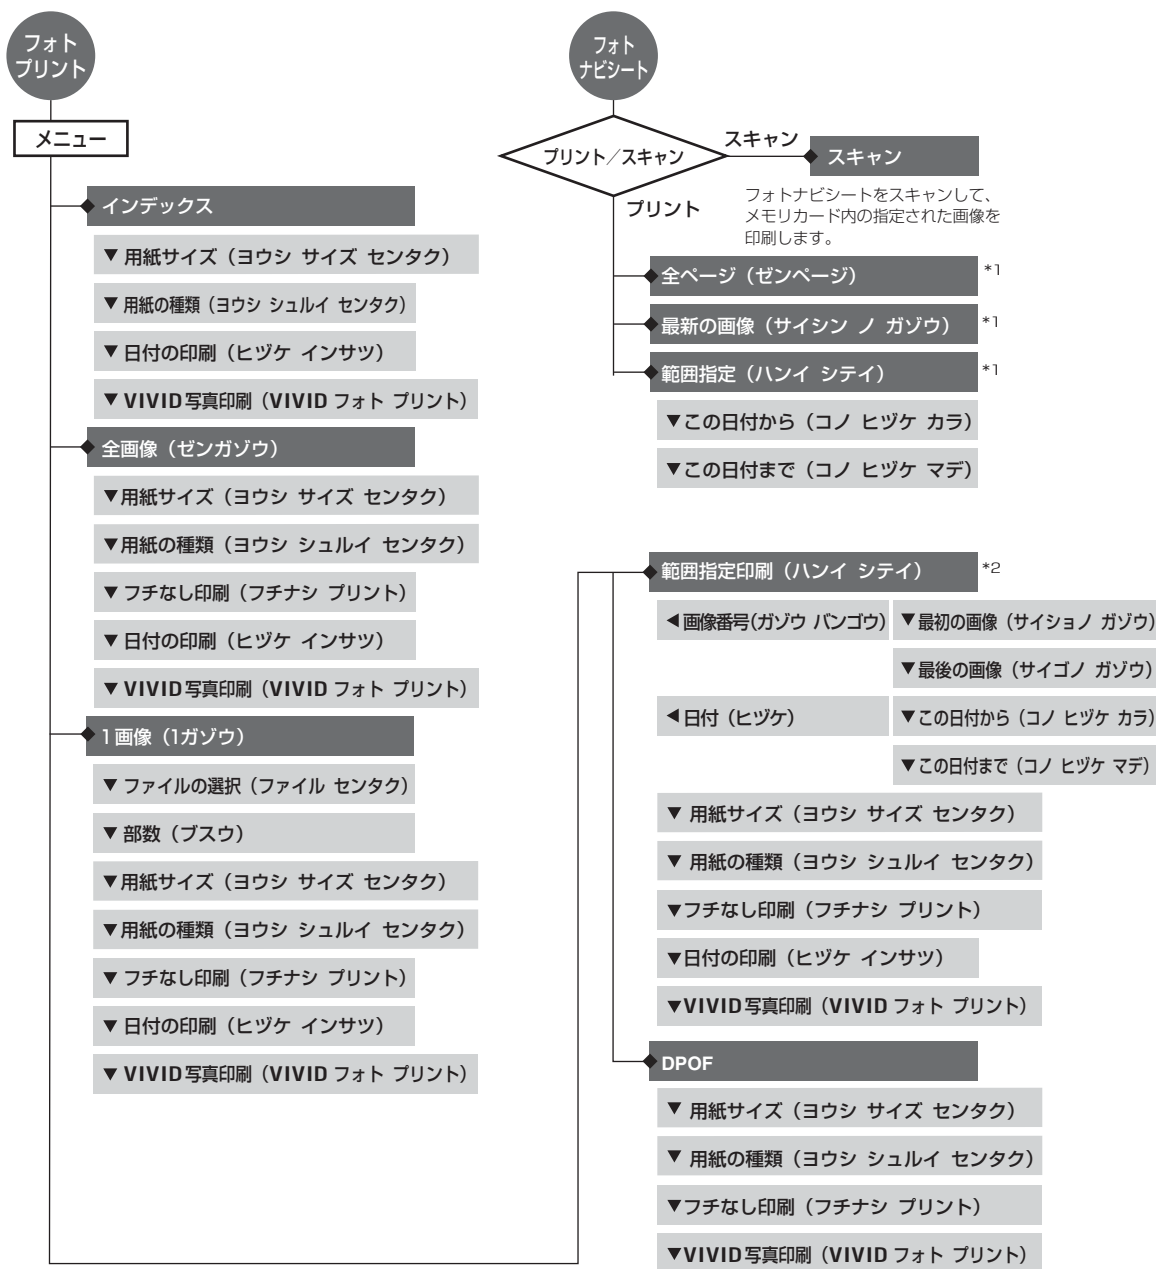 フォト
プリント
メニュー
インデックス
▼ 用紙サイズ（ヨウシ サイズ センタク）
▼ 用紙の種類（ヨウシ シュルイ センタク）
▼ 日付の印刷（ヒヅケ インサツ）
▼ VIVID写真印刷（VIVID フォト プリント）
全画像（ゼンガゾウ）
▼用紙サイズ（ヨウシ サイズ センタク）
▼用紙の種類（ヨウシ シュルイ センタク）
▼ フチなし印刷（フチナシ プリント）
▼ 日付の印刷（ヒヅケ インサツ）
▼ VIVID写真印刷（VIVID フォト プリント）
1画像（1ガゾウ）
▼ ファイルの選択（ファイル センタク）
▼ 部数（ブスウ）
▼用紙サイズ（ヨウシ サイズ センタク）
▼用紙の種類（ヨウシ シュルイ センタク）
▼ フチなし印刷（フチナシ プリント）
▼ 日付の印刷（ヒヅケ インサツ）
▼ VIVID写真印刷（VIVID フォト プリント）
フォト
ナビシート
プリント／スキャン
スキャン
スキャン
フォトナビシートをスキャンして、
メモリカード内の指定された画像を
印刷します。
プリント
全ページ（ゼンページ） *1
最新の画像（サイシン ノ ガゾウ） *1
範囲指定（ハンイ シテイ） *1
▼この日付から（コノ ヒヅケ カラ）
▼この日付まで（コノ ヒヅケ マデ）
範囲指定印刷（ハンイ シテイ） *2
◀画像番号(ガゾウ バンゴウ) ▼最初の画像（サイショノ ガゾウ）
▼最後の画像（サイゴノ ガゾウ）
◀日付（ヒヅケ） ▼この日付から（コノ ヒヅケ カラ）
▼この日付まで（コノ ヒヅケ マデ）
▼ 用紙サイズ（ヨウシ サイズ センタク）
▼ 用紙の種類（ヨウシ シュルイ センタク）
▼フチなし印刷（フチナシ プリント）
▼日付の印刷（ヒヅケ インサツ）
▼VIVID写真印刷（VIVID フォト プリント）
DPOF
▼ 用紙サイズ（ヨウシ サイズ センタク）
▼ 用紙の種類（ヨウシ シュルイ センタク）
▼フチなし印刷（フチナシ プリント）
▼VIVID写真印刷（VIVID フォト プリント）